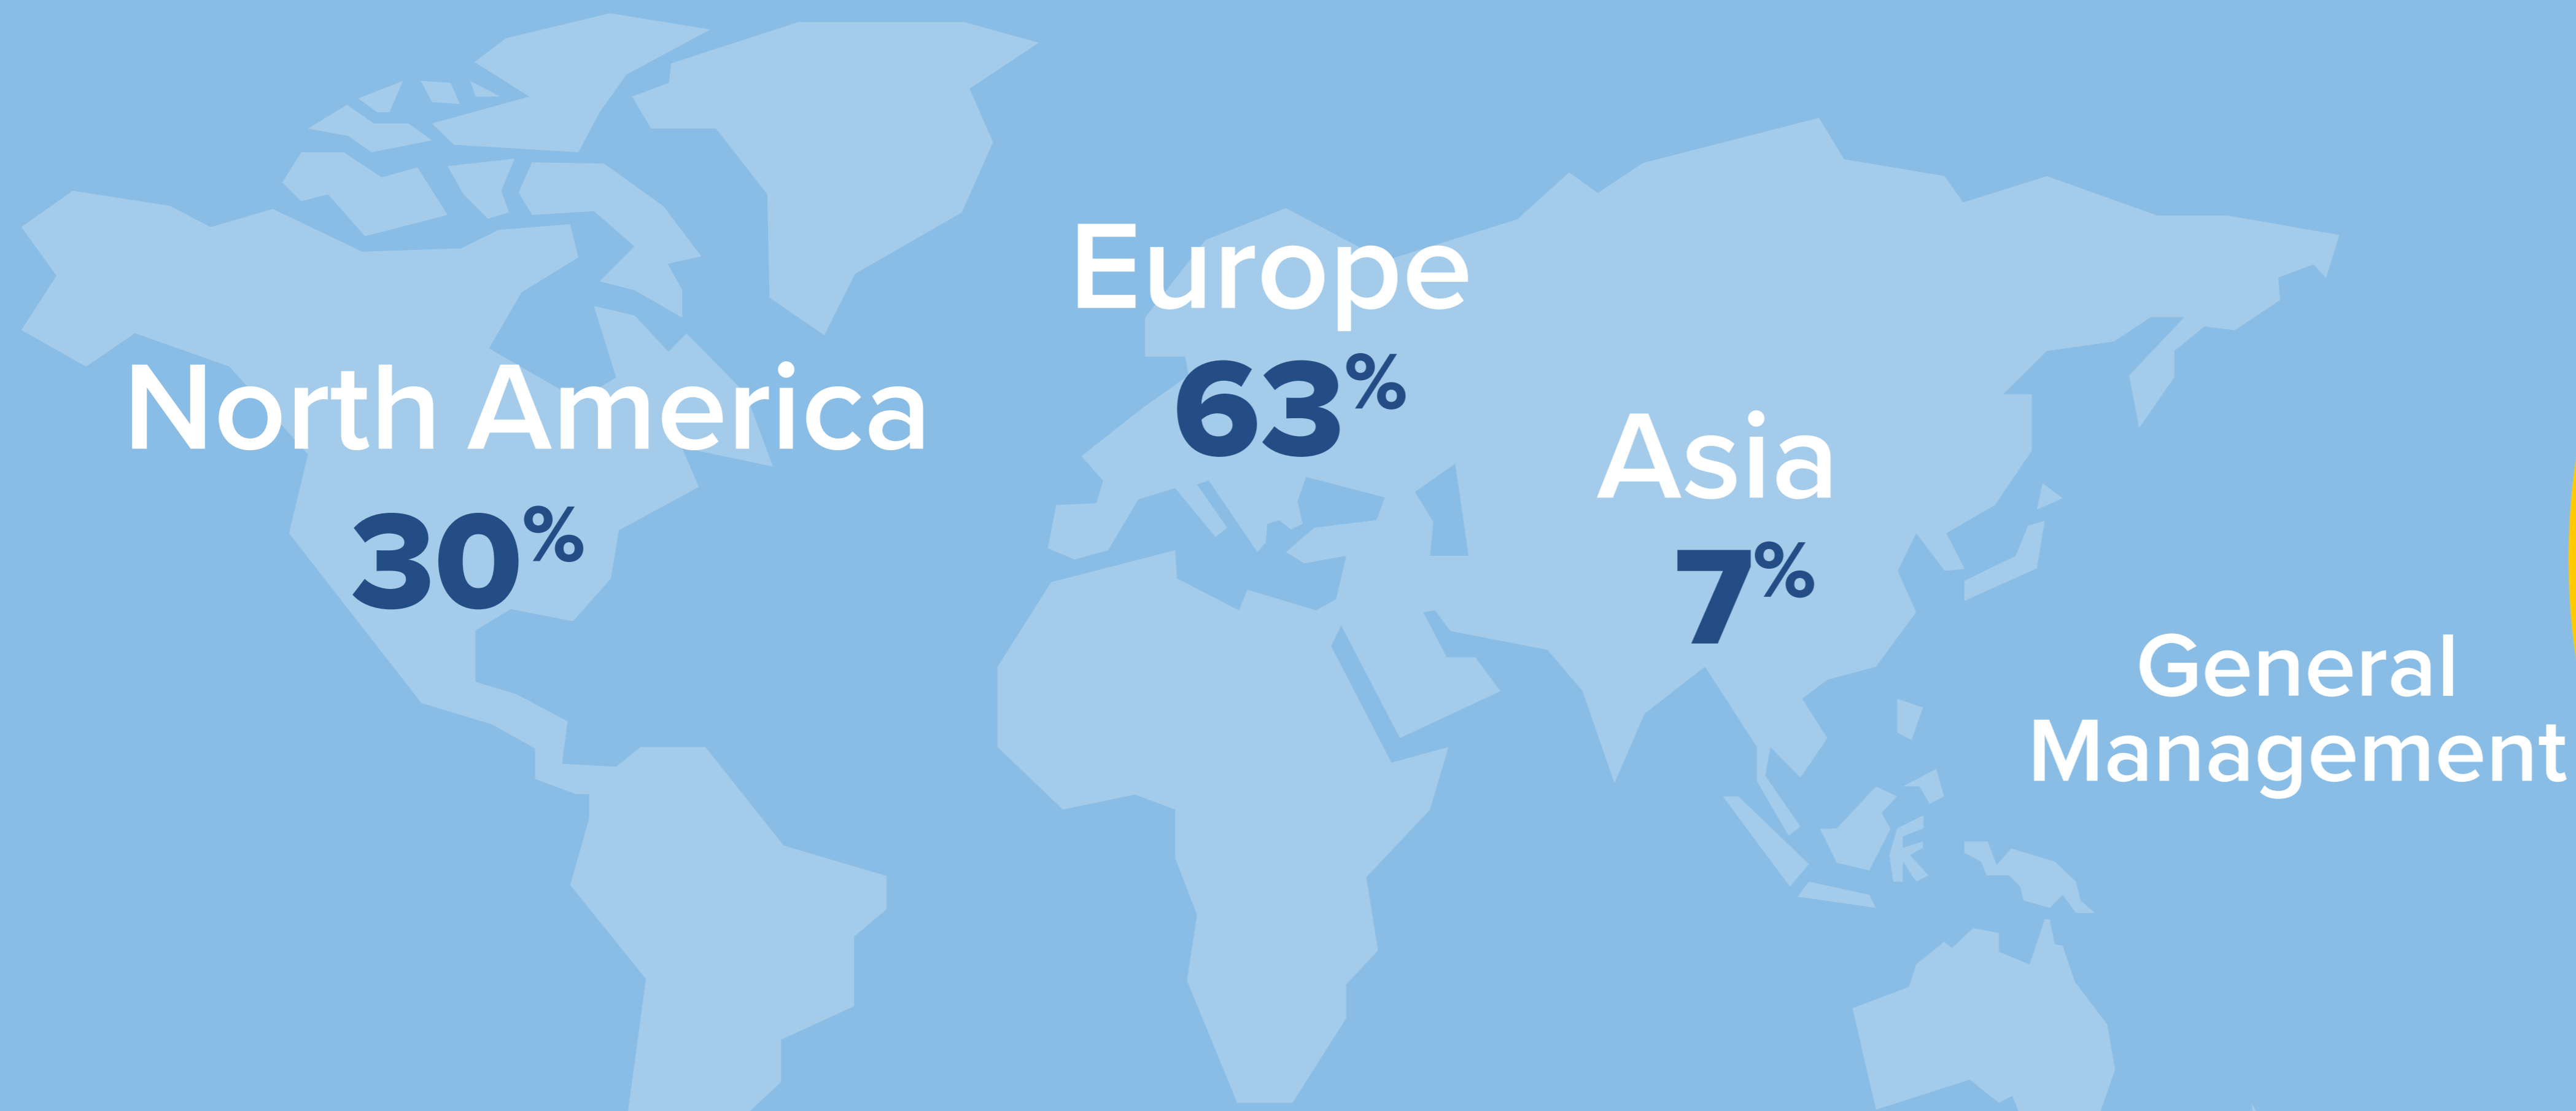 North America
30%
Europe
63%
Asia
7%
General
Management